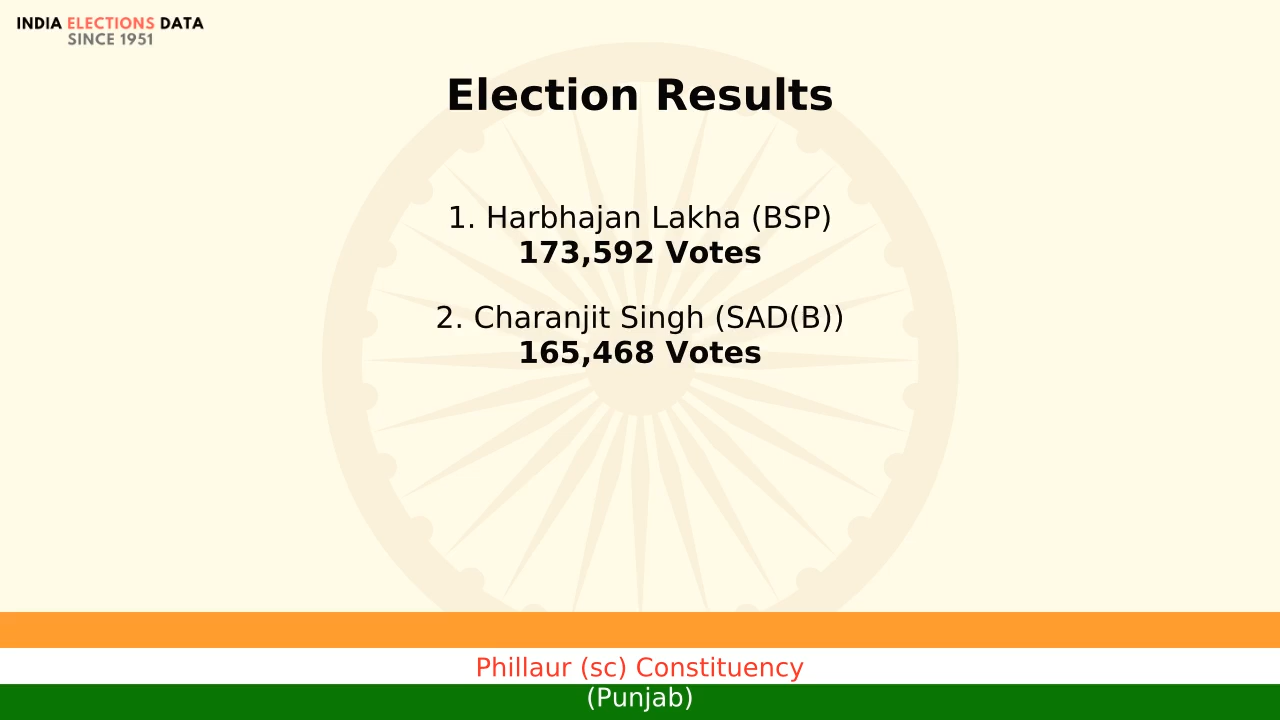 INDIA ELECTIONS DATA
SINCE 1951
Election Results
1. Harbhajan Lakha (BSP)
173,592 Votes
2. Charanjit Singh (SAD(B))
165,468 Votes
Phillaur (sc) Constituency
(Punjab)